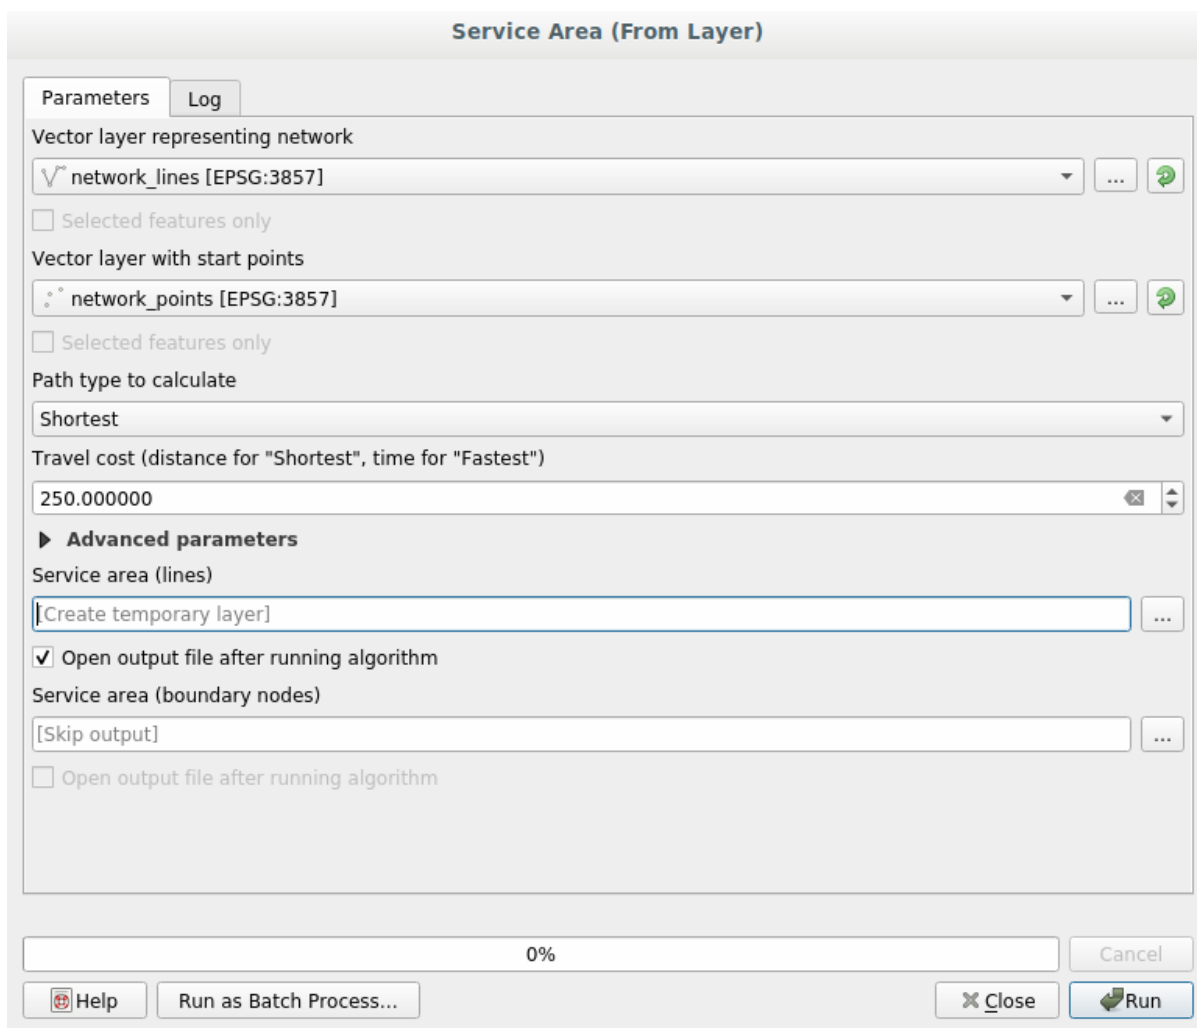 Service Area (From Layer)
Parameters
Log
Vector layer representing network
network_lines [EPSG:3857]
...
Selected features only
Vector layer with start points
network_points [EPSG:3857]
...
Selected features only
Path type to calculate
Shortest
Travel cost (distance for "Shortest", time for "Fastest")
250.000000
Advanced parameters
Service area (lines)
[Create temporary layer]
...
Open output file after running algorithm
Service area (boundary nodes)
[Skip output]
...
Open output file after running algorithm
0%
Cancel
Help
Run as Batch Process...
Close
Run